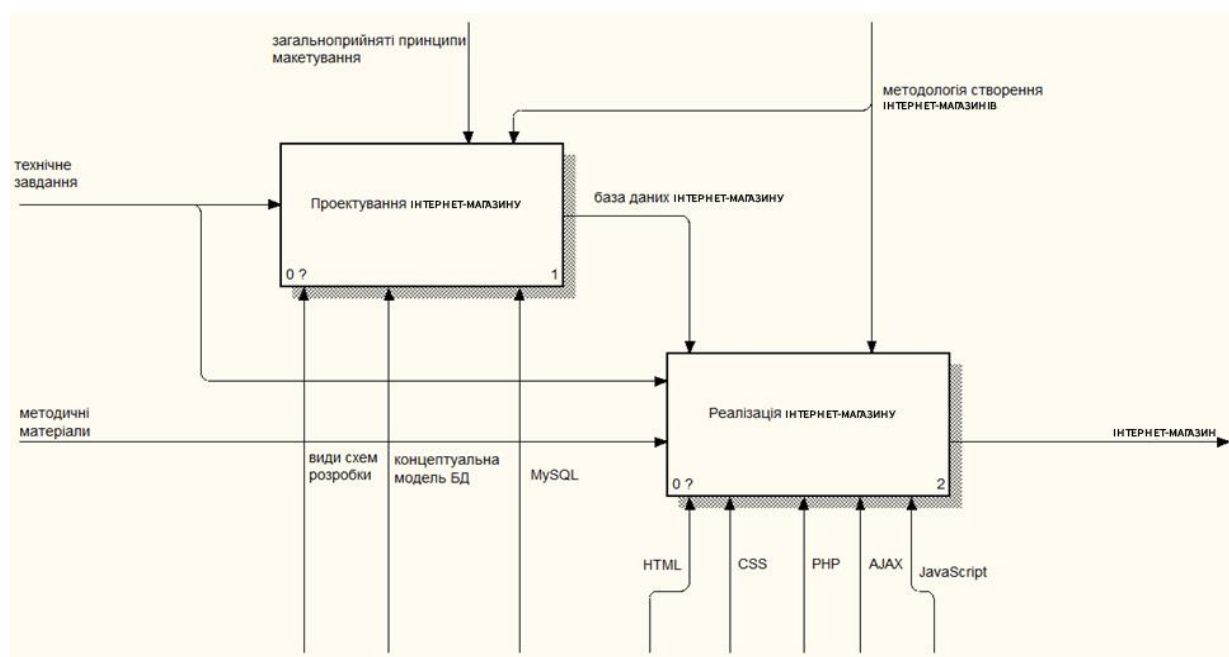 загальноприйняті принципи
макетування
методологія створення
ІНТЕРНЕТ-МАГАЗИНІВ
технічне
завдання
Проектування ІНТЕРНЕТ-МАГАЗИНУ
0 ?
1
база даних ІНТЕРНЕТ-МАГАЗИНУ
методичні
матеріали
види схем
розробки
концептуальна
модель БД
MySQL
Реалізація ІНТЕРНЕТ-МАГАЗИНУ
0 ?
2
ІНТЕРНЕТ-МАГАЗИН
HTML
CSS
PHP
AJAX
JavaScript